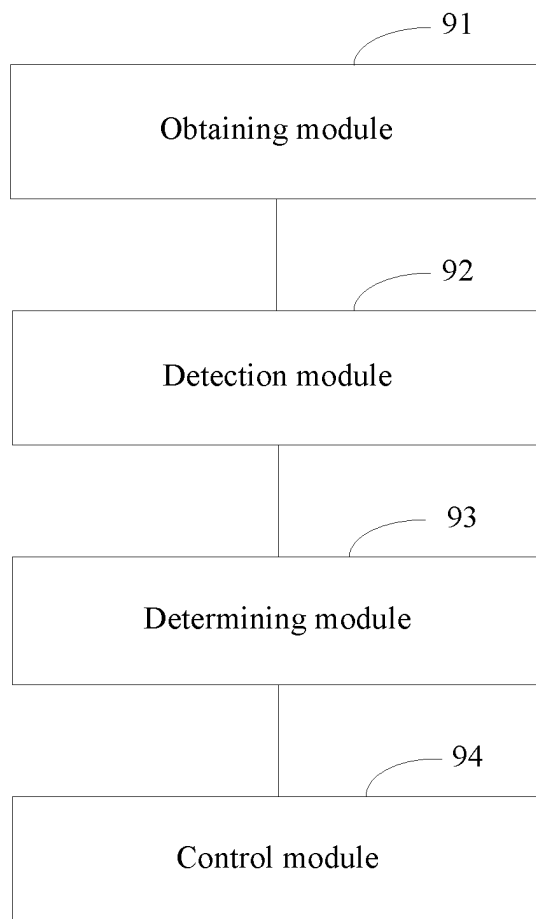 91
Obtaining module
92
Detection module
93
Determining module
94
Control module